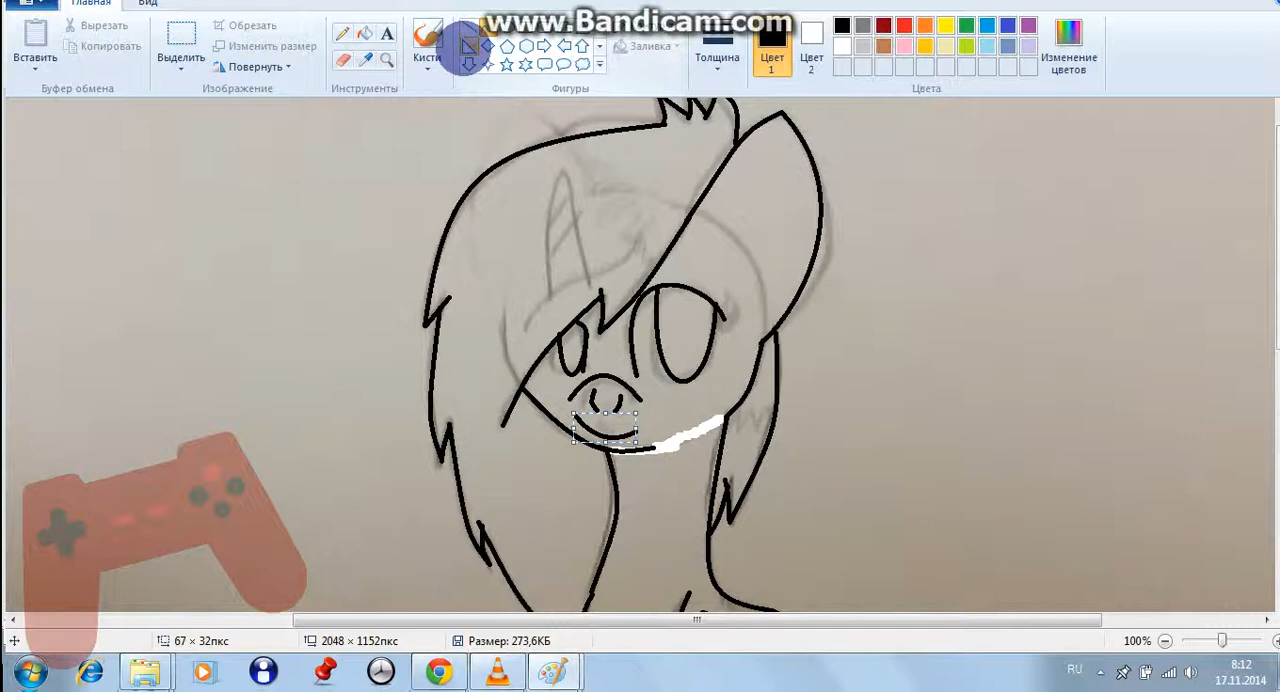 Главная Вид
www.Bandicam.com
Вставить
Вырезать
Копировать
Буфер обмена
Выделить
Обрезать
Изменить размер
Повернуть
Изображение
A
Инструменты
Кисти
Заливка
Фигуры
Толщина
Цвет 1
Цвет 2
Изменение цветов
Цвета
67 × 32пкс
2048 × 1152пкс
Размер: 273,6КБ
100%
RU
8:12
17.11.2014